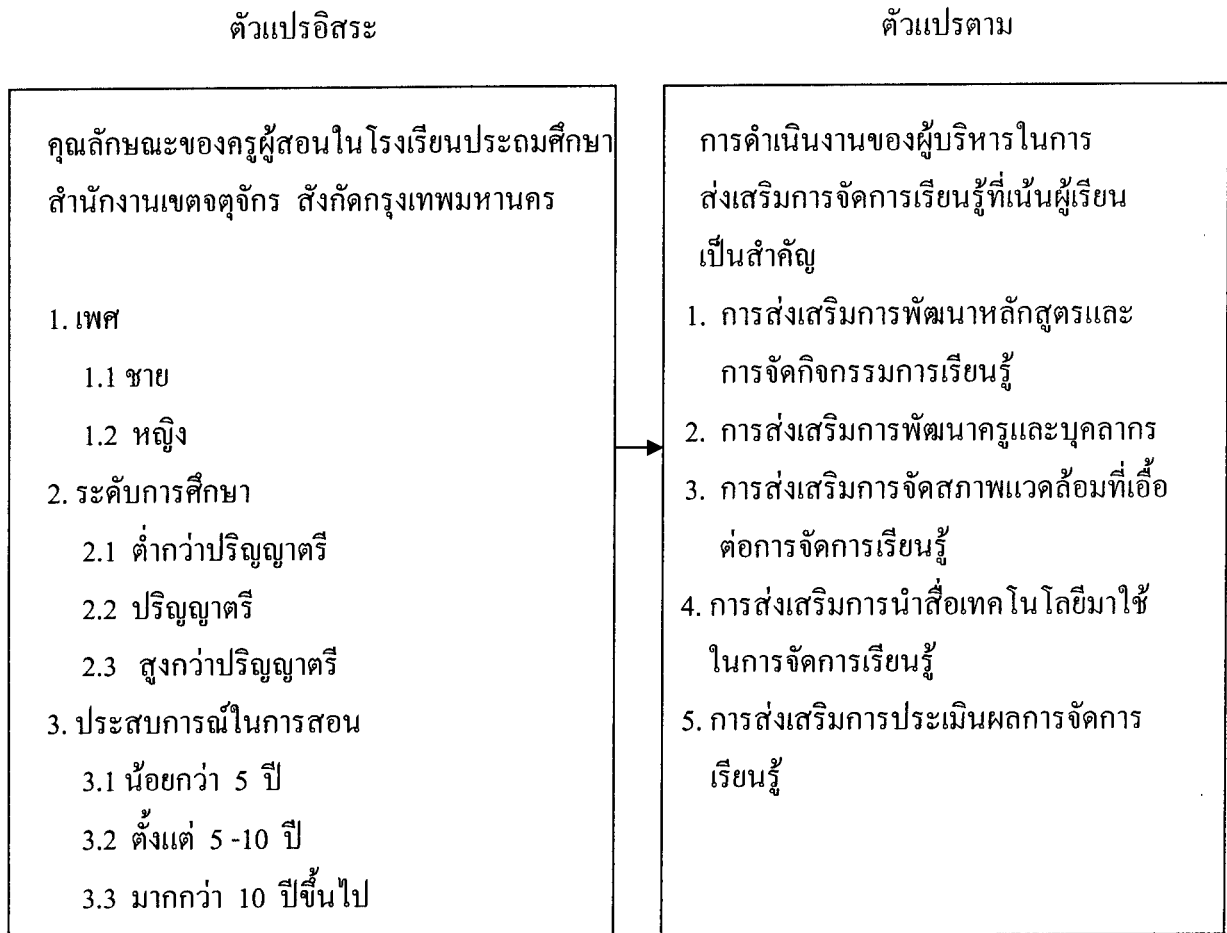 ตัวแปรอิสระ
ตัวแปรตาม
คุณลักษณะของครูผู้สอนในโรงเรียนประถมศึกษา
สำนักงานเขตจตุจักร สังกัดกรุงเทพมหานคร
1. เพศ
1.1 ชาย
1.2 หญิง
2. ระดับการศึกษา
2.1 ต่ำกว่าปริญญาตรี
2.2 ปริญญาตรี
2.3 สูงกว่าปริญญาตรี
3. ประสบการณ์ในการสอน
3.1 น้อยกว่า 5 ปี
3.2 ตั้งแต่ 5 -10 ปี
3.3 มากกว่า 10 ปีขึ้นไป
การดำเนินงานของผู้บริหารในการ
ส่งเสริมการจัดการเรียนรู้ที่เน้นผู้เรียน
เป็นสำคัญ
1. การส่งเสริมการพัฒนาหลักสูตรและ
การจัดกิจกรรมการเรียนรู้
2. การส่งเสริมการพัฒนาครูและบุคลากร
3. การส่งเสริมการจัดสภาพแวดล้อมที่เอื้อ
ต่อการจัดการเรียนรู้
4. การส่งเสริมการนำสื่อเทคโนโลยีมาใช้
ในการจัดการเรียนรู้
5. การส่งเสริมการประเมินผลการจัดการ
เรียนรู้